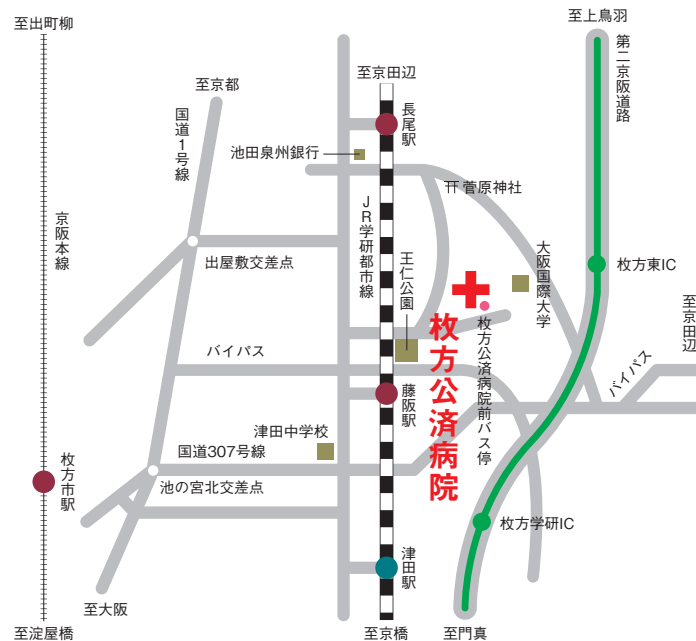 至出町柳
至上鳥羽
第二京阪道路
至京田辺
至京都
国道1号線
長尾駅
池田泉州銀行
菅原神社
JR学研都市線
京阪本線
出屋敷交差点
王仁公園
大阪国際大学
枚方東IC
至京田辺
枚方公済病院
枚方公済病院前バス停
バイパス
バイパス
藤阪駅
津田中学校
国道307号線
枚方市駅
池の宮北交差点
枚方学研IC
津田駅
至大阪
至淀屋橋
至京橋
至門真